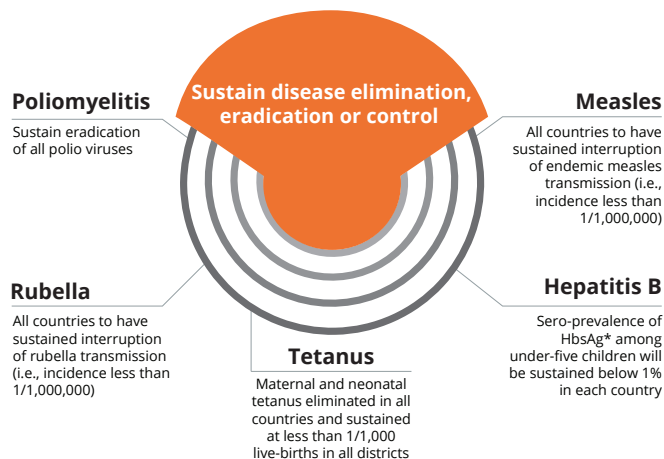 Sustain disease elimination,
eradication or control
Poliomyelitis
Sustain eradication
of all polio viruses
Measles
All countries to have
sustained interruption
of endemic measles
transmission (i.e.,
incidence less than
1/1,000,000)
Rubella
All countries to have
sustained interruption
of rubella transmission
(i.e., incidence less than
1/1,000,000)
Tetanus
Maternal and neonatal
tetanus eliminated in all
countries and sustained
at less than 1/1,000
live-births in all districts
Hepatitis B
Sero-prevalence of
HbsAg* among
under-five children will
be sustained below 1%
in each country